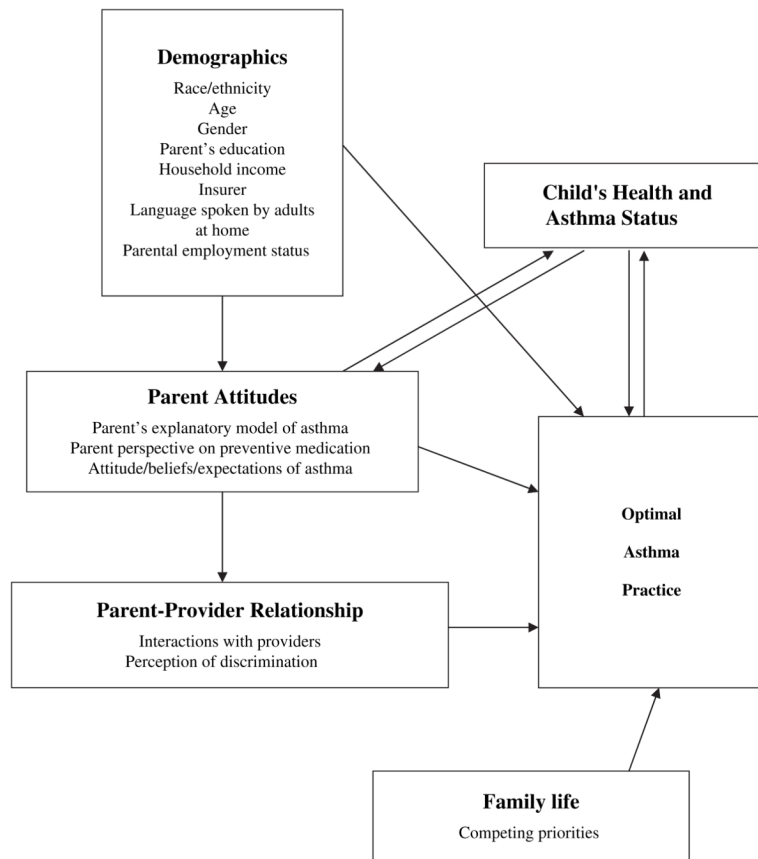 Demographics
Race/ethnicity
Age
Gender
Parent’s education
Household income
Insurer
Language spoken by adults
at home
Parental employment status
Child's Health and
Asthma Status
Parent Attitudes
Parent’s explanatory model of asthma
Parent perspective on preventive medication
Attitude/beliefs/expectations of asthma
Optimal
Asthma
Practice
Parent-Provider Relationship
Interactions with providers
Perception of discrimination
Family life
Competing priorities